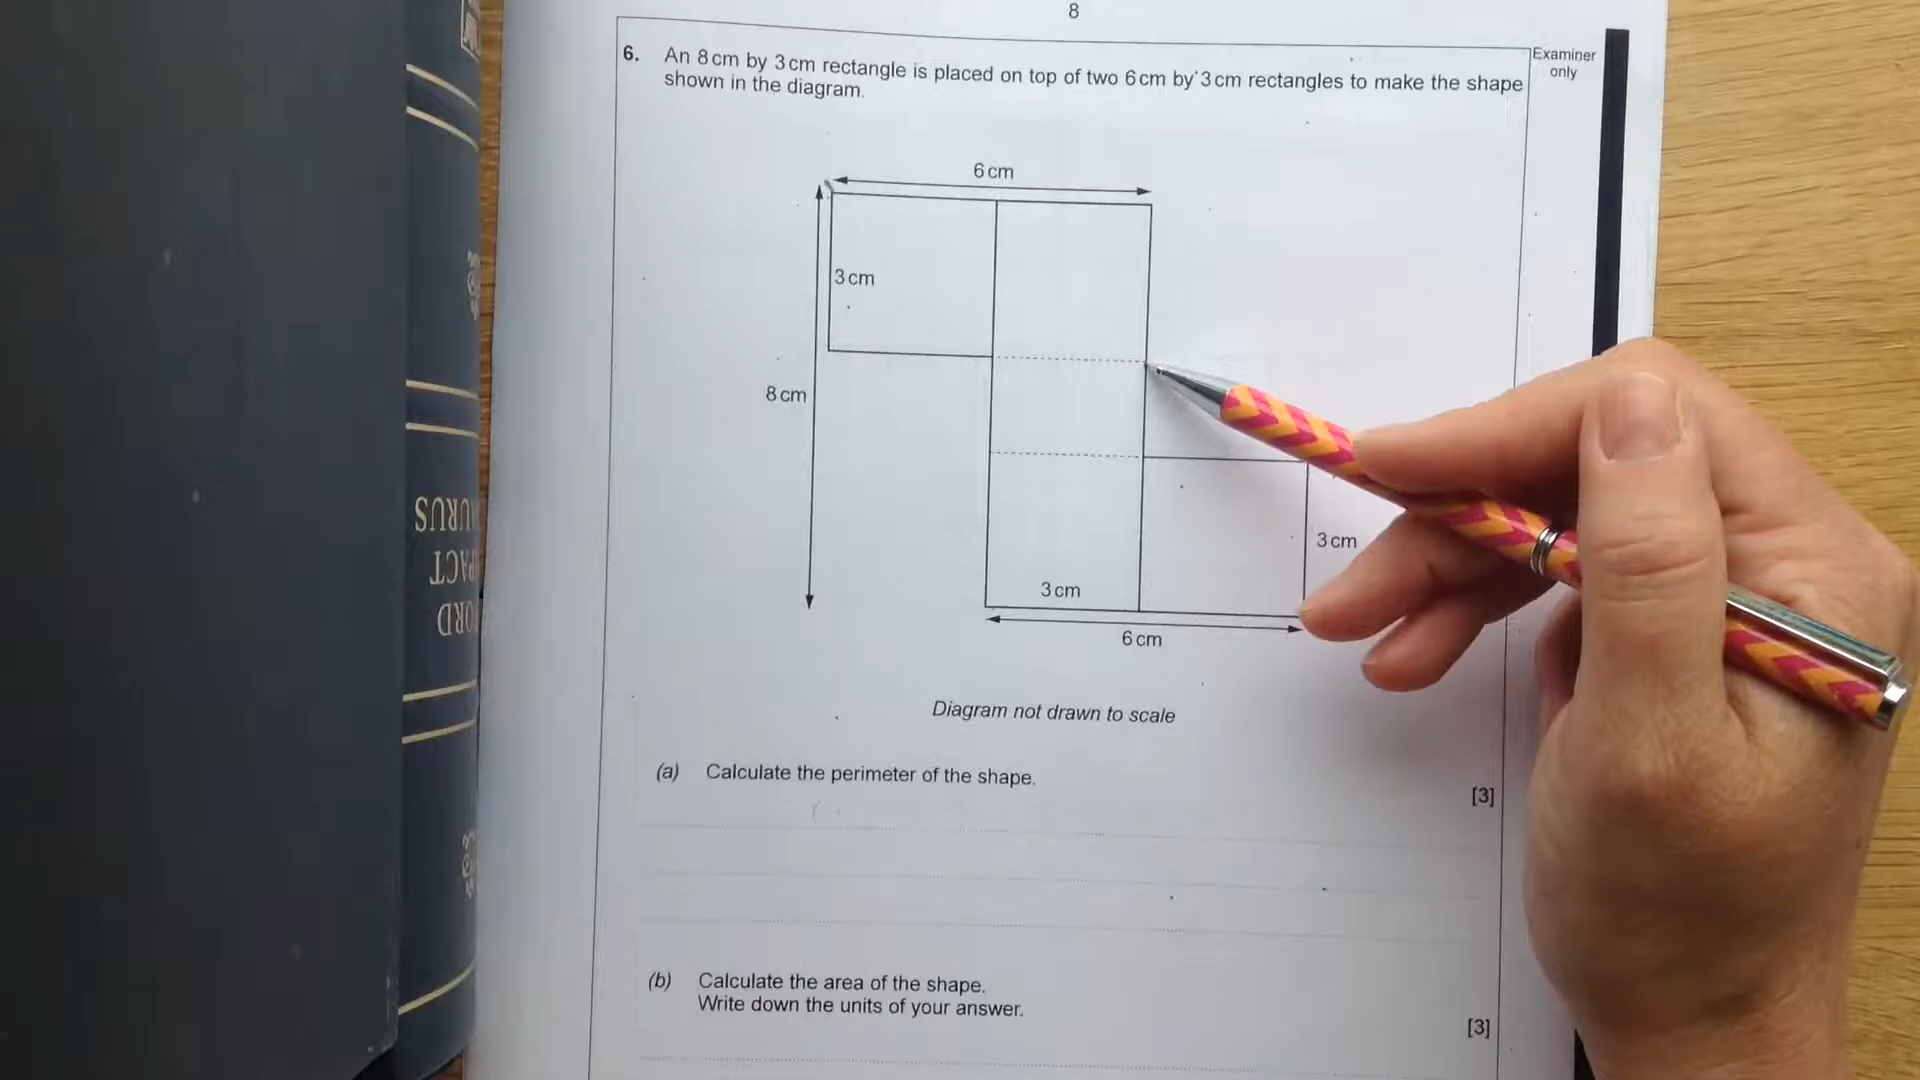 8
Examiner
only
6. An 8 cm by 3 cm rectangle is placed on top of two 6 cm by 3 cm rectangles to make the shape
shown in the diagram.
6 cm
3 cm
8 cm
3 cm
3 cm
6 cm
Diagram not drawn to scale
(a) Calculate the perimeter of the shape.
[3]
(b) Calculate the area of the shape.
Write down the units of your answer.
[3]